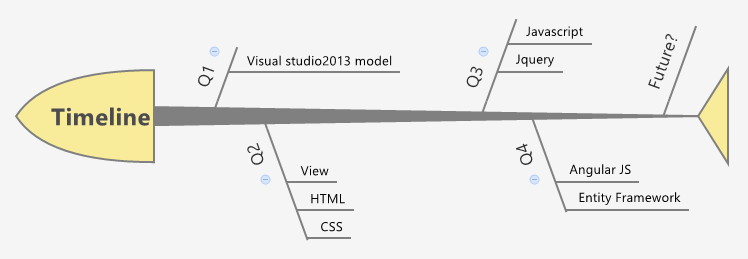 Timeline
Q1
Visual studio2013 model
Q2
View
HTML
CSS
Q3
Javascript
Jquery
Q4
Angular JS
Entity Framework
Future?